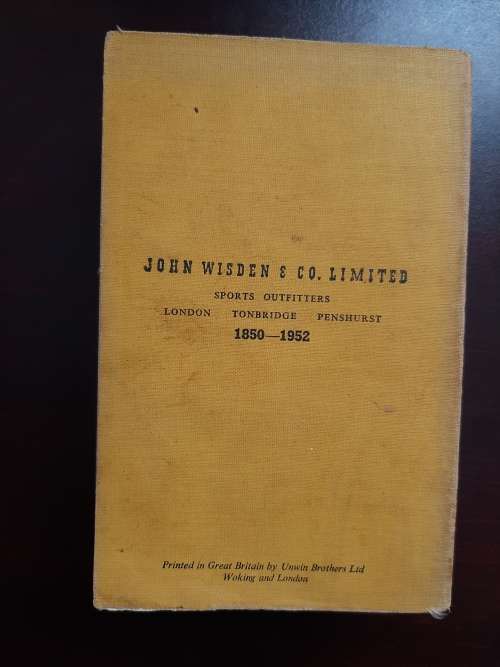 JOHN WISDEN & CO. LIMITED
SPORTS OUTFITTERS
LONDON TONBRIDGE PENSHURST
1850—1952
Printed in Great Britain by Unwin Brothers Ltd
Woking and London